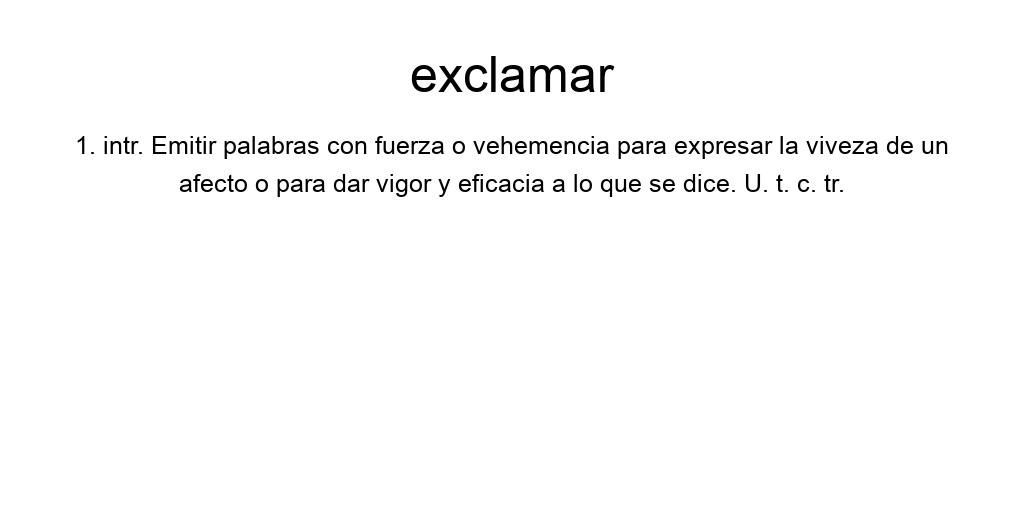 exclamar
1. intr. Emitir palabras con fuerza o vehemencia para expresar la viveza de un
afecto o para dar vigor y eficacia a lo que se dice. U. t. c. tr.